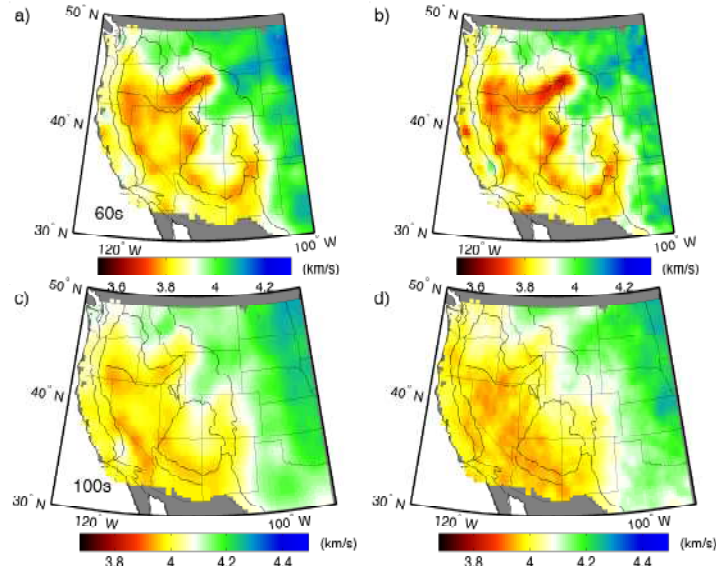 a)
50° N
40° N
30° N
60s
120° W
100° W
3.6 3.8 4 4.2 (km/s)
b)
50° N
40° N
30° N
120° W
100° W
3.6 3.8 4 4.2 (km/s)
c)
50° N
40° N
30° N
100s
120° W
100° W
3.8 4 4.2 4.4 (km/s)
d)
50° N
40° N
30° N
120° W
100° W
3.8 4 4.2 4.4 (km/s)